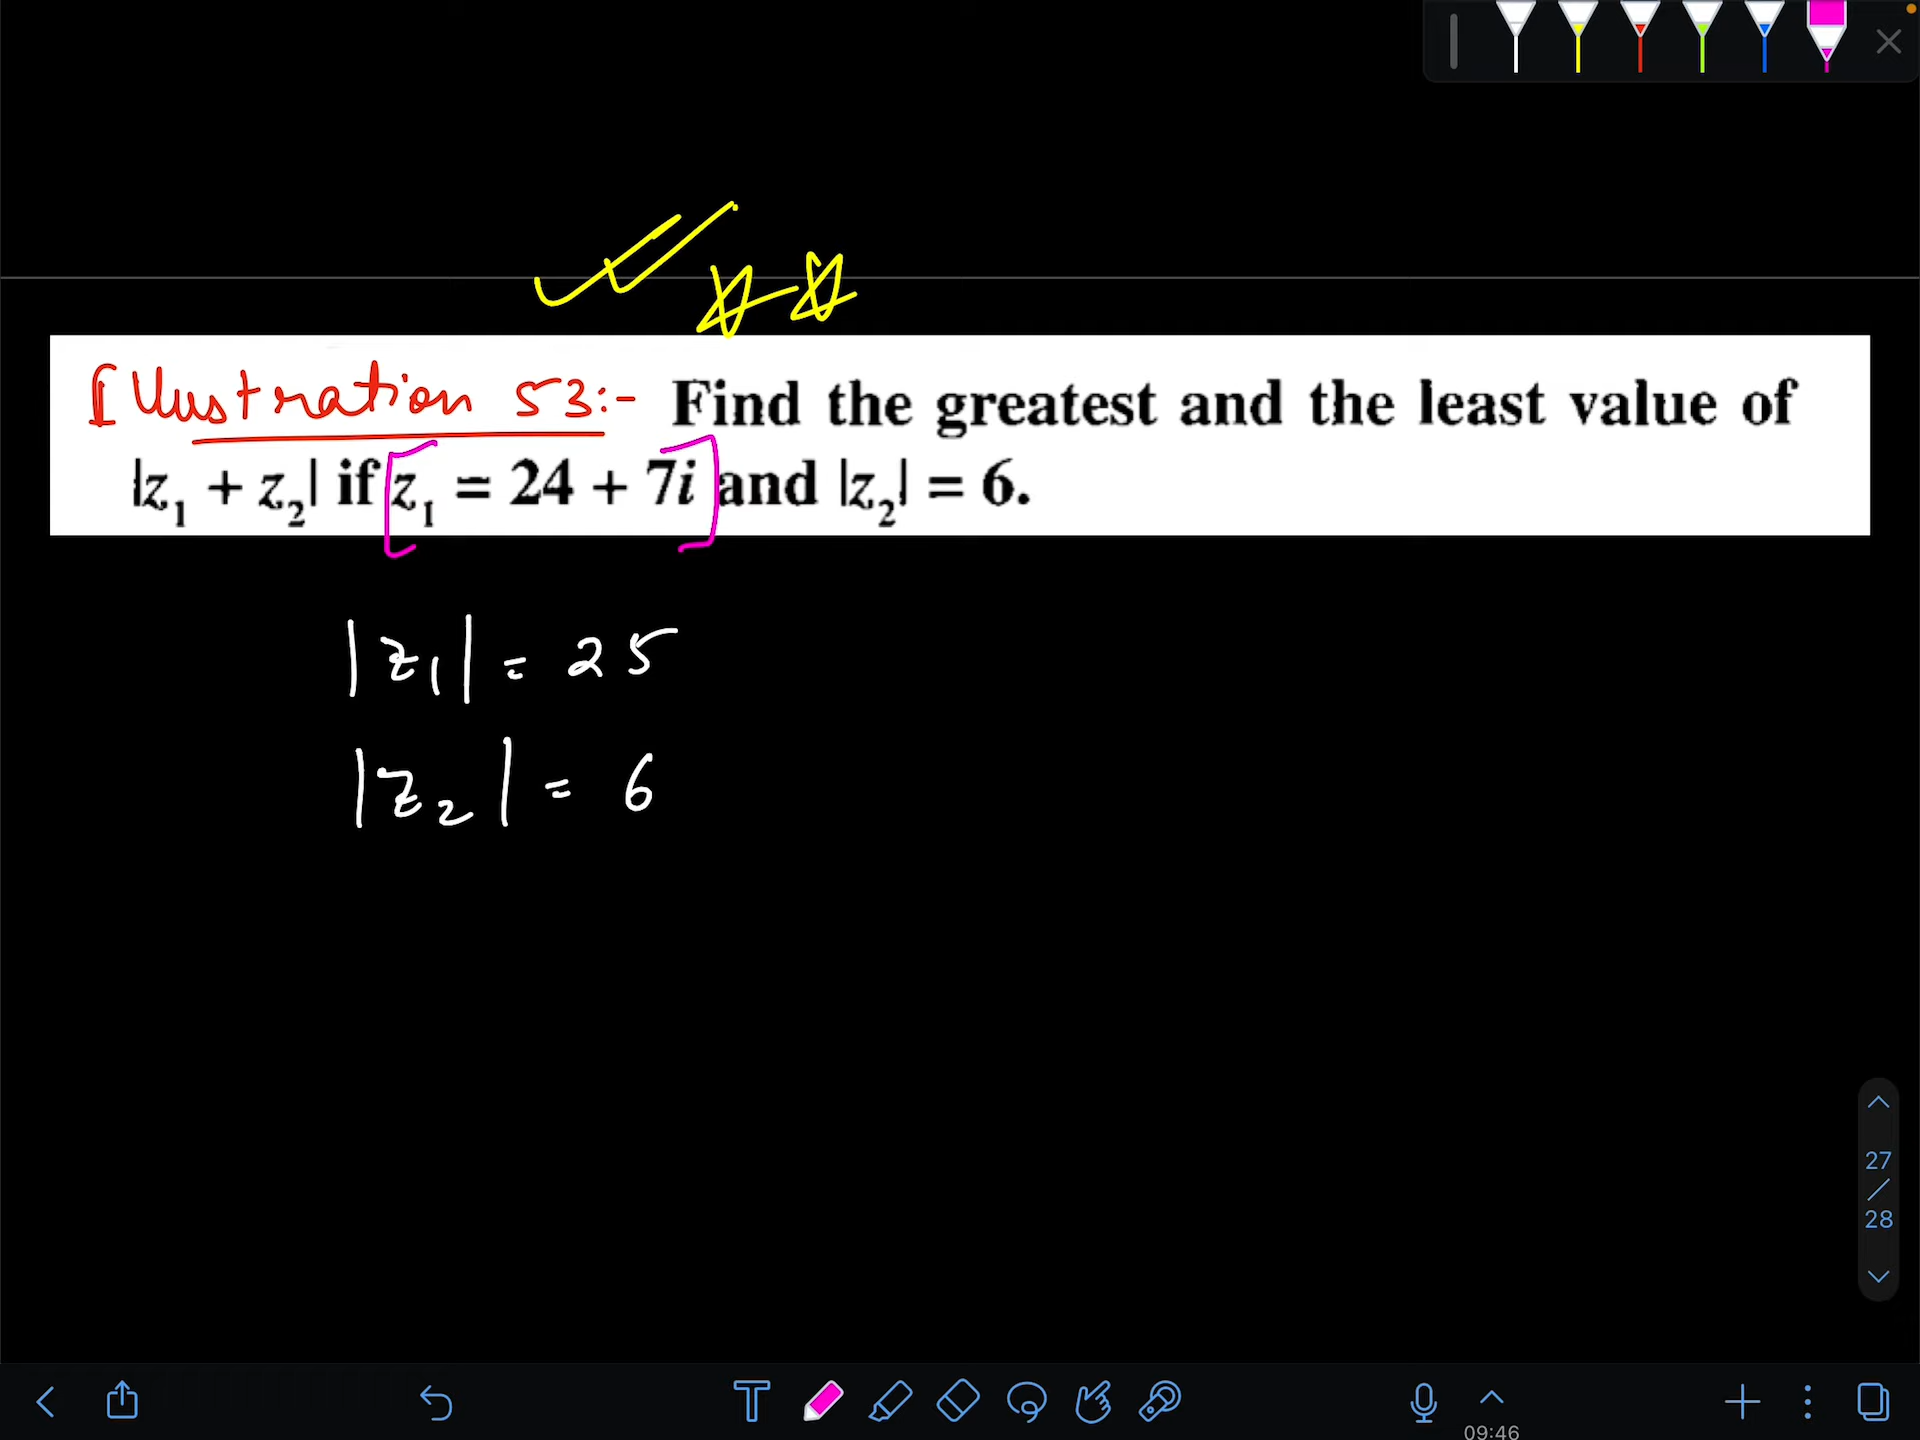 Illustration 53:- Find the greatest and the least value of
|z₁ + z₂| if z₁ = 24 + 7i and |z₂| = 6.
|z₁| = 25
|z₂| = 6
27
/
28
T
09:46